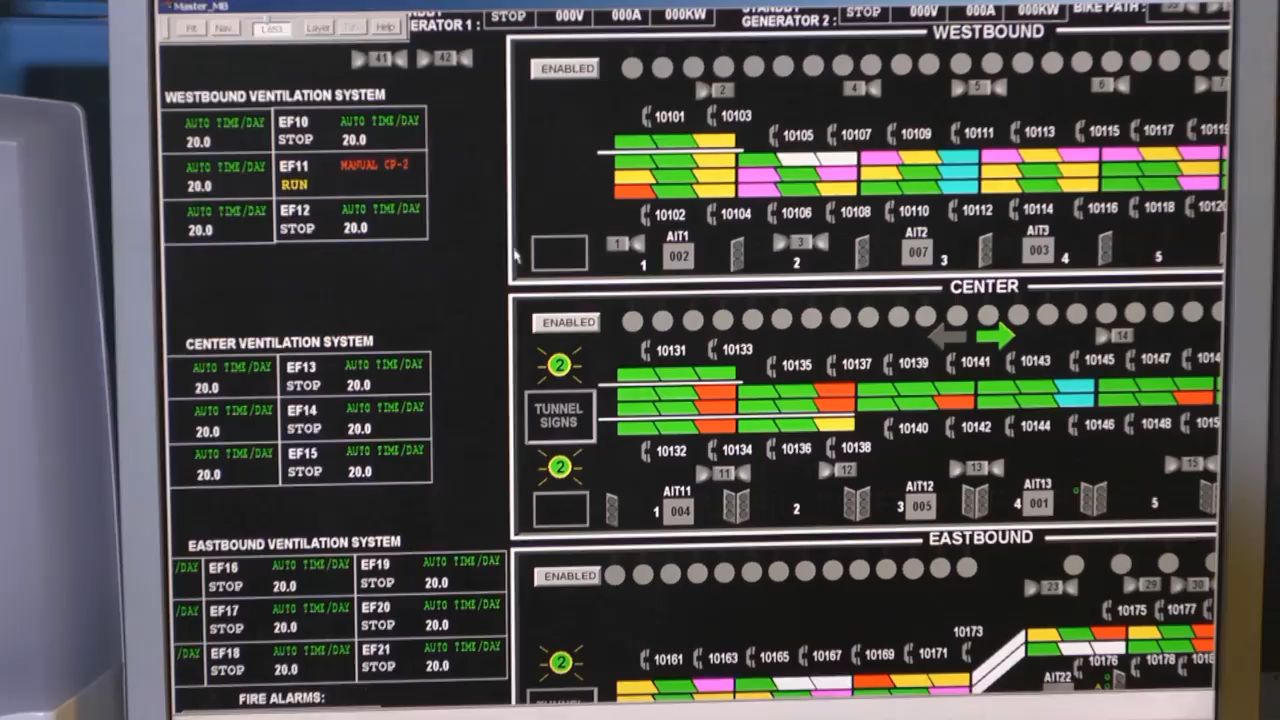 Master_MB
Fit Nav Layer Help
ERATOR 1 : STOP 000V 000A 000KW
GENERATOR 2 : STOP 000V 000A 000KW
BIKE PATH :
41 42
WESTBOUND VENTILATION SYSTEM
AUTO TIME/DAY EF10 AUTO TIME/DAY
20.0 STOP 20.0
AUTO TIME/DAY EF11 MANUAL CP-2
20.0 RUN
AUTO TIME/DAY EF12 AUTO TIME/DAY
20.0 STOP 20.0
CENTER VENTILATION SYSTEM
AUTO TIME/DAY EF13 AUTO TIME/DAY
20.0 STOP 20.0
AUTO TIME/DAY EF14 AUTO TIME/DAY
20.0 STOP 20.0
AUTO TIME/DAY EF15 AUTO TIME/DAY
20.0 STOP 20.0
EASTBOUND VENTILATION SYSTEM
/DAY EF16 AUTO TIME/DAY EF19 AUTO TIME/DAY
STOP 20.0 STOP 20.0
/DAY EF17 AUTO TIME/DAY EF20 AUTO TIME/DAY
STOP 20.0 STOP 20.0
/DAY EF18 AUTO TIME/DAY EF21 AUTO TIME/DAY
STOP 20.0 STOP 20.0
FIRE ALARMS:
WESTBOUND
ENABLED
2 4 5 6 7
10101 10103
10105 10107 10109 10111 10113 10115 10117 1011
10102 10104 10106 10108 10110 10112 10114 10116 10118 1012
1 AIT1 3 AIT2 AIT3
002 007 003
1 2 3 4 5
CENTER
ENABLED
14
2
10131 10133
10135 10137 10139 10141 10143 10145 10147 1014
TUNNEL
SIGNS
10140 10142 10144 10146 10148 1015
10132 10134 10136 10138
2
11 12 13 15
AIT11 AIT12 AIT13
1 004 2 3 005 4 001 5
EASTBOUND
ENABLED
23 29 30
10175 10177
10173
2
10161 10163 10165 10167 10169 10171
10176 10178 1018
AIT22